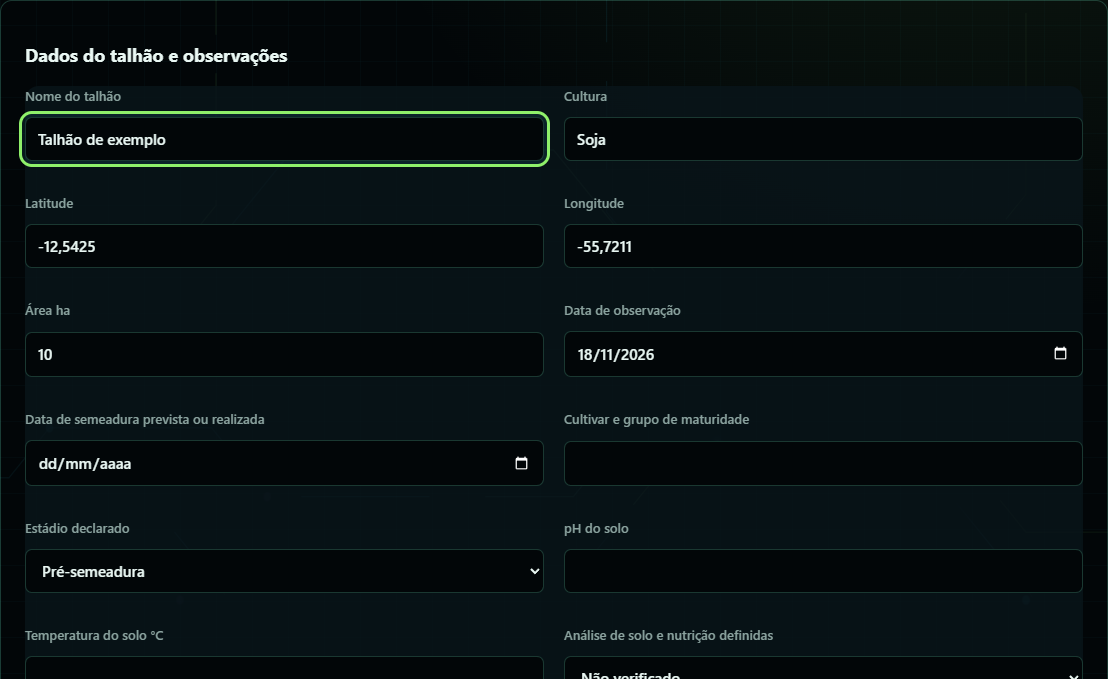 Dados do talhão e observações
Nome do talhão
Cultura
Talhão de exemplo
Soja
Latitude
Longitude
-12,5425
-55,7211
Área ha
Data de observação
10
18/11/2026
Data de semeadura prevista ou realizada
Cultivar e grupo de maturidade
dd/mm/aaaa
Estádio declarado
pH do solo
Pré-semeadura
Temperatura do solo °C
Análise de solo e nutrição definidas
Não verificado